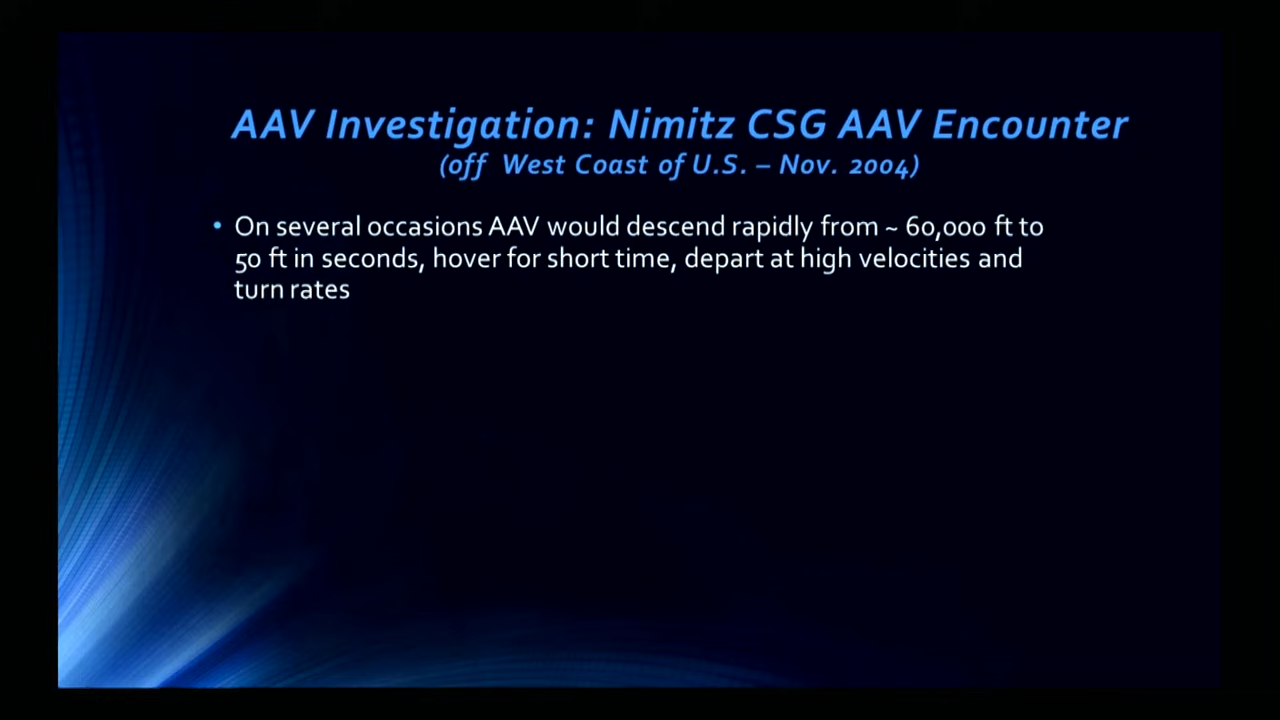 AAV Investigation: Nimitz CSG AAV Encounter
(off West Coast of U.S. – Nov. 2004)
• On several occasions AAV would descend rapidly from ~ 60,000 ft to
50 ft in seconds, hover for short time, depart at high velocities and
turn rates